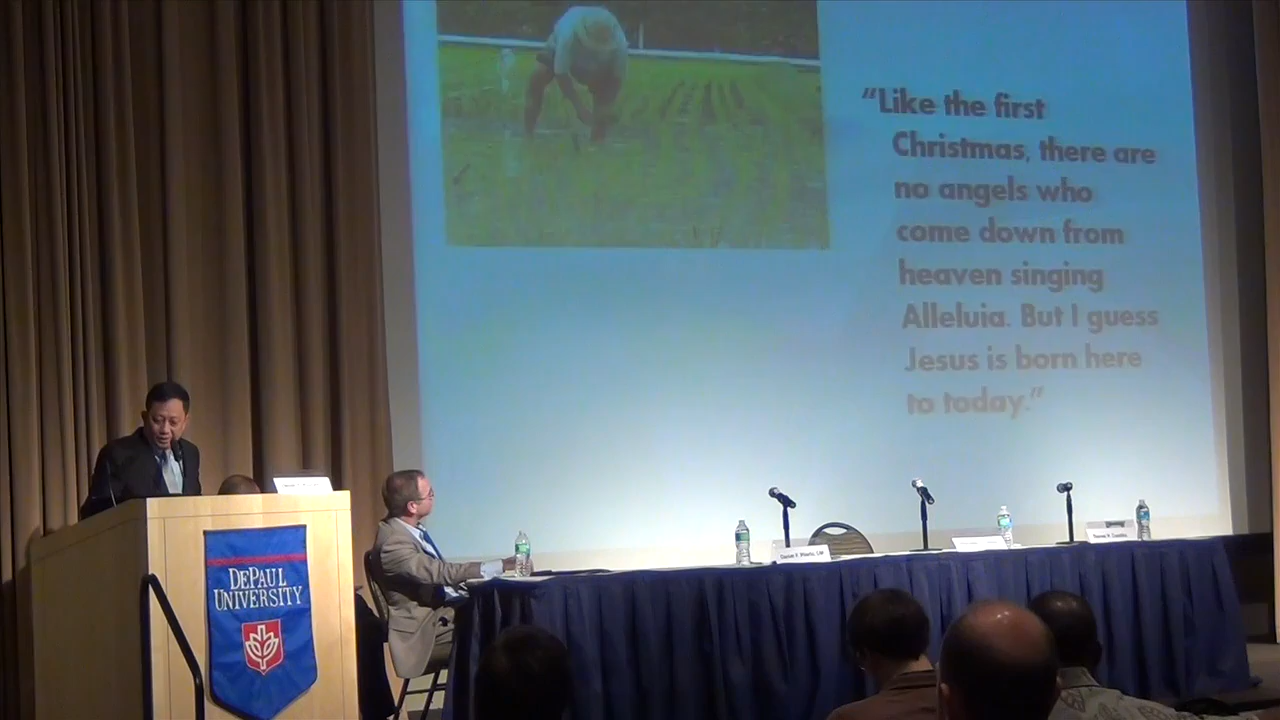 “Like the first
Christmas, there are
no angels who
come down from
heaven singing
Alleluia. But I guess
Jesus is born here
to today.”
DEPAUL
UNIVERSITY